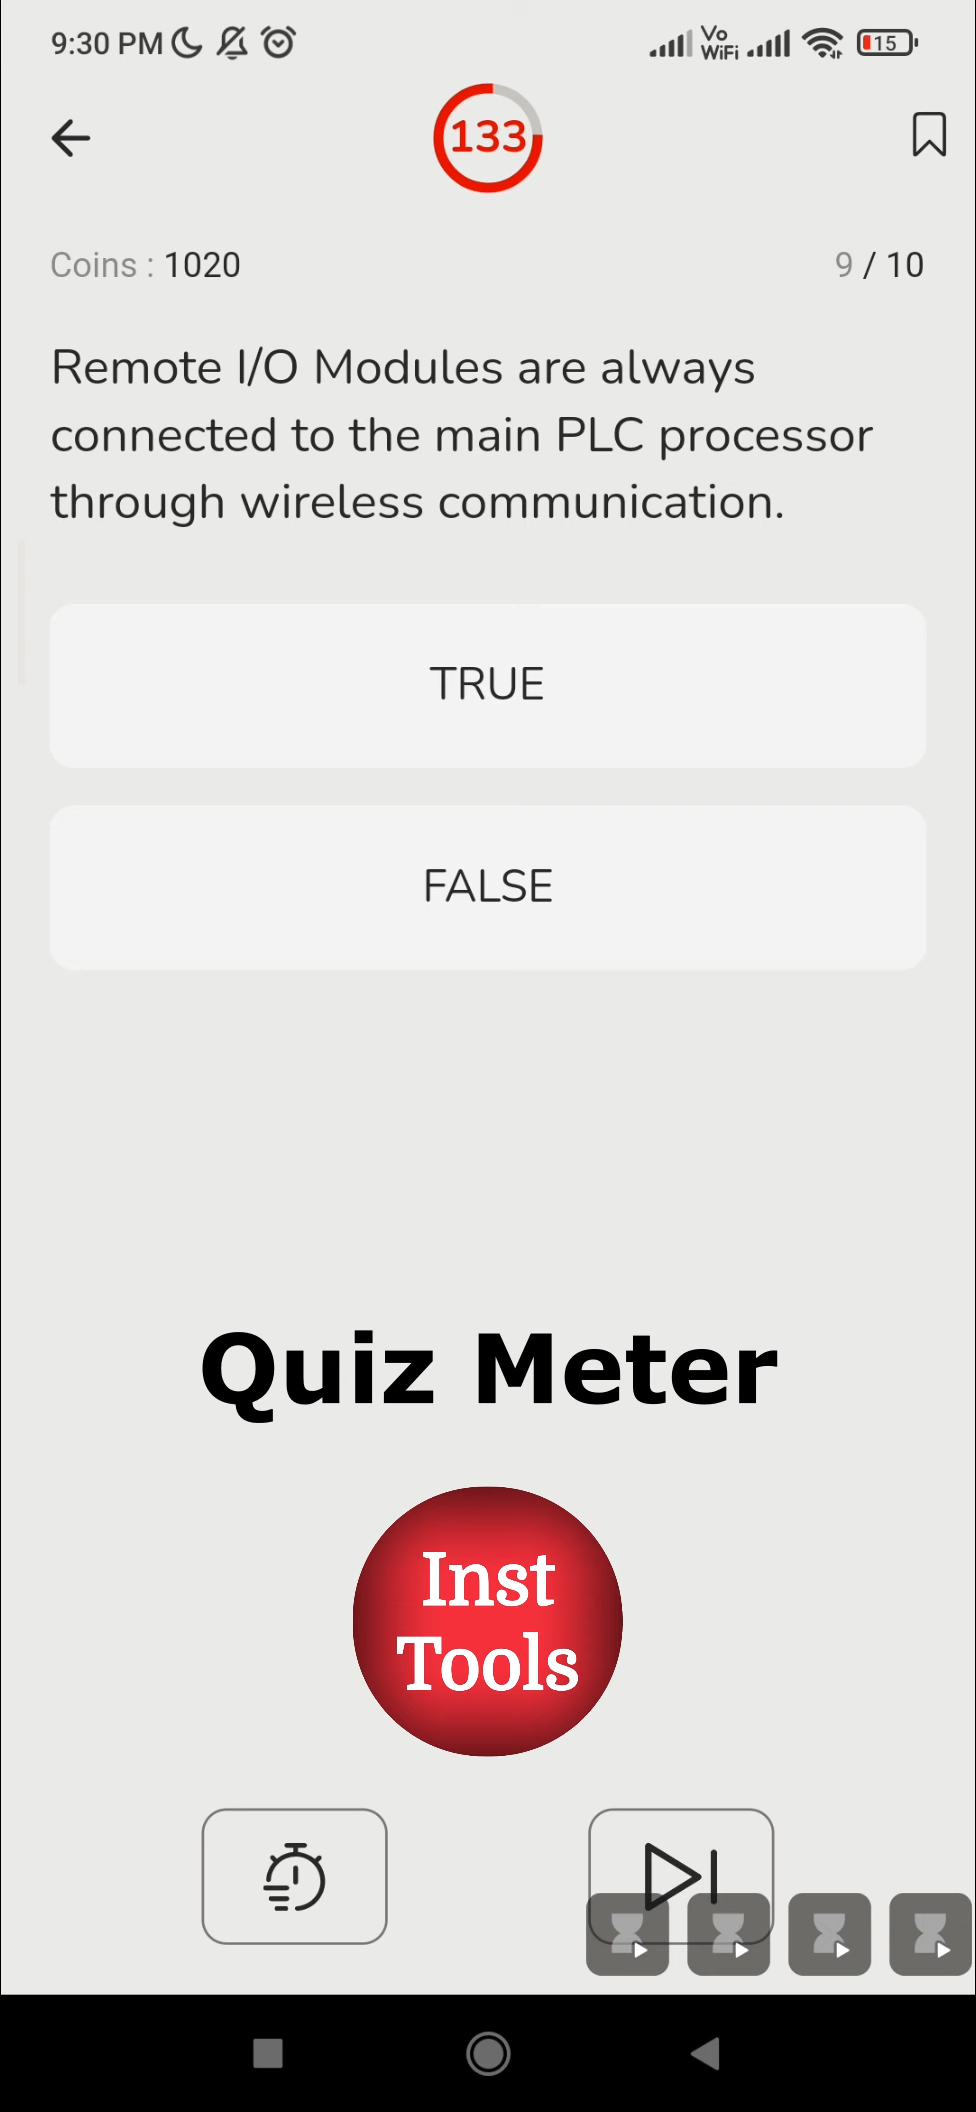 9:30 PM
Vo
WiFi
15
133
Coins : 1020
9 / 10
Remote I/O Modules are always
connected to the main PLC processor
through wireless communication.
TRUE
FALSE
Quiz Meter
Inst
Tools